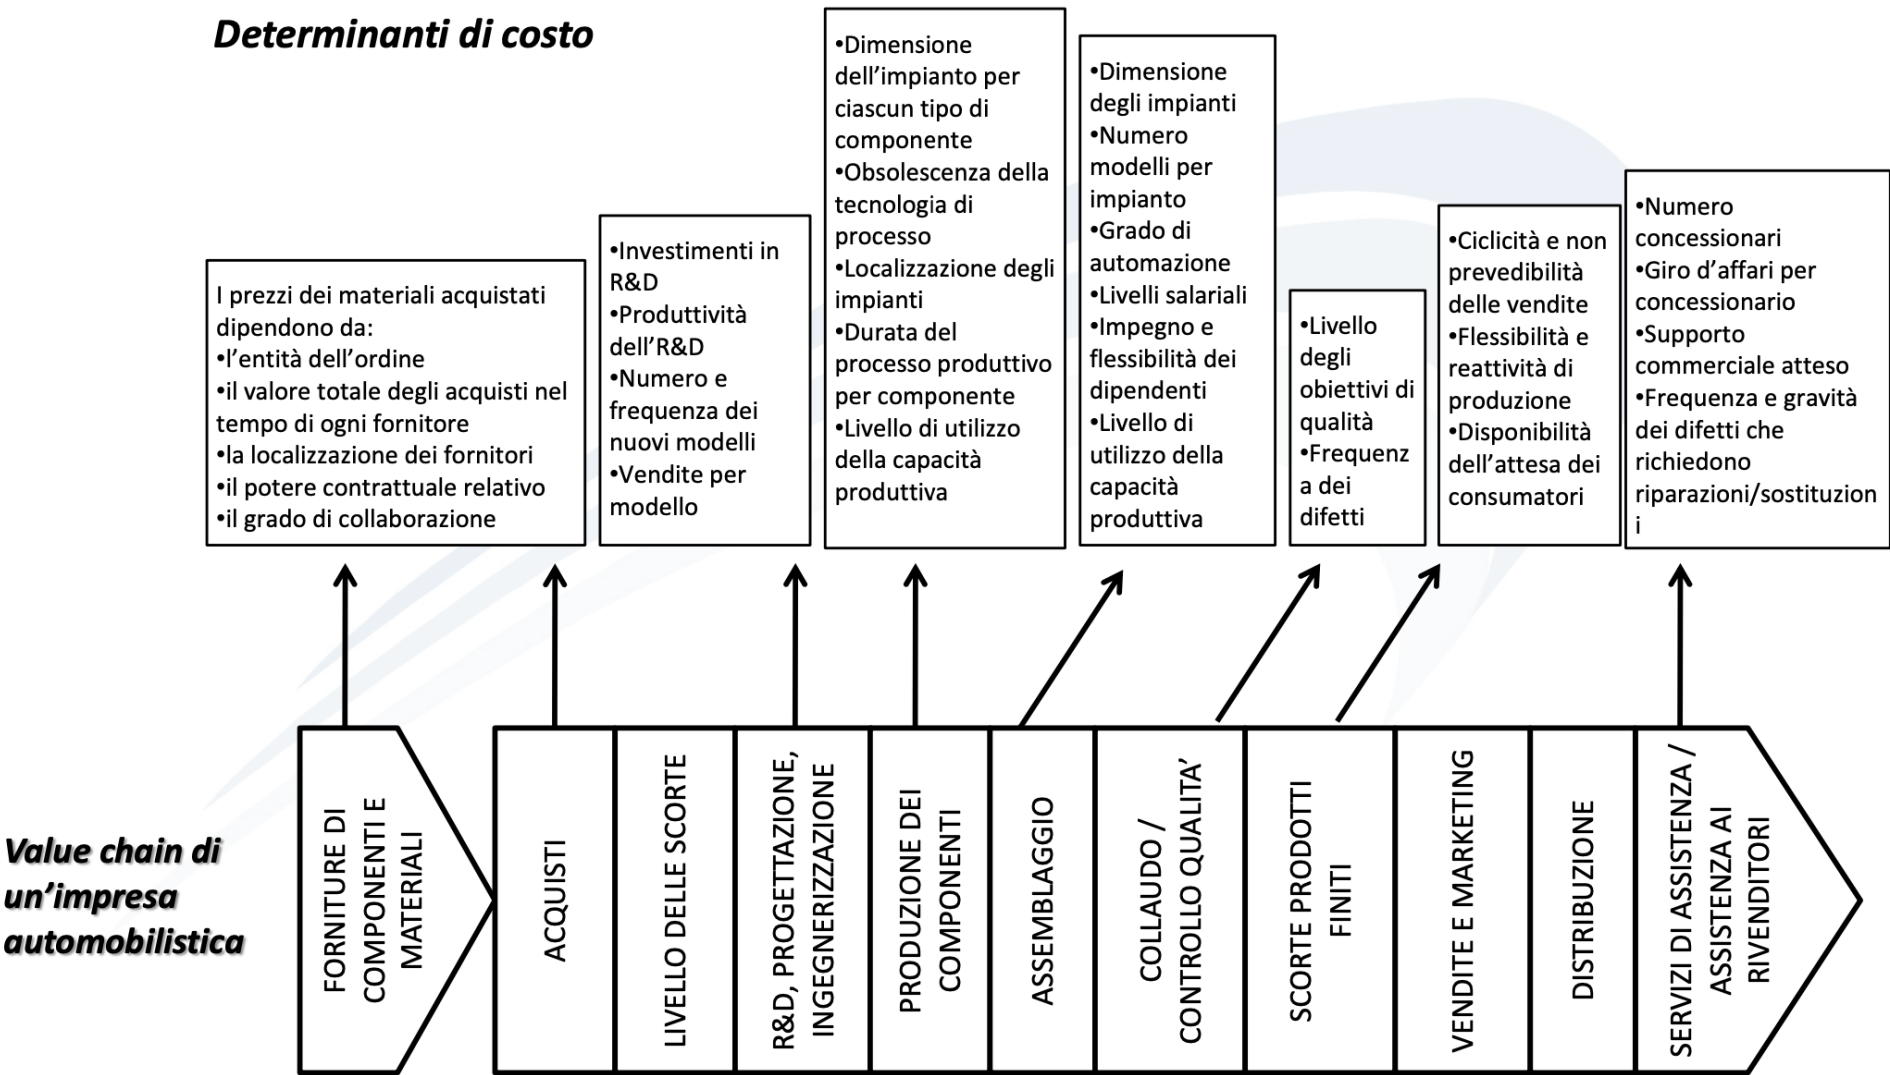 Determinanti di costo
I prezzi dei materiali acquistati
dipendono da:
•l’entità dell’ordine
•il valore totale degli acquisti nel
tempo di ogni fornitore
•la localizzazione dei fornitori
•il potere contrattuale relativo
•il grado di collaborazione
•Investimenti in
R&D
•Produttività
dell’R&D
•Numero e
frequenza dei
nuovi modelli
•Vendite per
modello
•Dimensione
dell’impianto per
ciascun tipo di
componente
•Obsolescenza della
tecnologia di
processo
•Localizzazione degli
impianti
•Durata del
processo produttivo
per componente
•Livello di utilizzo
della capacità
produttiva
•Dimensione
degli impianti
•Numero
modelli per
impianto
•Grado di
automazione
•Livelli salariali
•Impegno e
flessibilità dei
dipendenti
•Livello di
utilizzo della
capacità
produttiva
•Livello
degli
obiettivi di
qualità
•Frequenz
a dei
difetti
•Ciclicità e non
prevedibilità
delle vendite
•Flessibilità e
reattività di
produzione
•Disponibilità
dell’attesa dei
consumatori
•Numero
concessionari
•Giro d’affari per
concessionario
•Supporto
commerciale atteso
•Frequenza e gravità
dei difetti che
richiedono
riparazioni/sostituzion
i
Value chain di
un’impresa
automobilistica
FORNITURE DI
COMPONENTI E
MATERIALI
ACQUISTI
LIVELLO DELLE SCORTE
R&D, PROGETTAZIONE,
INGEGNERIZZAZIONE
PRODUZIONE DEI
COMPONENTI
ASSEMBLAGGIO
COLLAUDO /
CONTROLLO QUALITA’
SCORTE PRODOTTI
FINITI
VENDITE E MARKETING
DISTRIBUZIONE
SERVIZI DI ASSISTENZA /
ASSISTENZA AI
RIVENDITORI